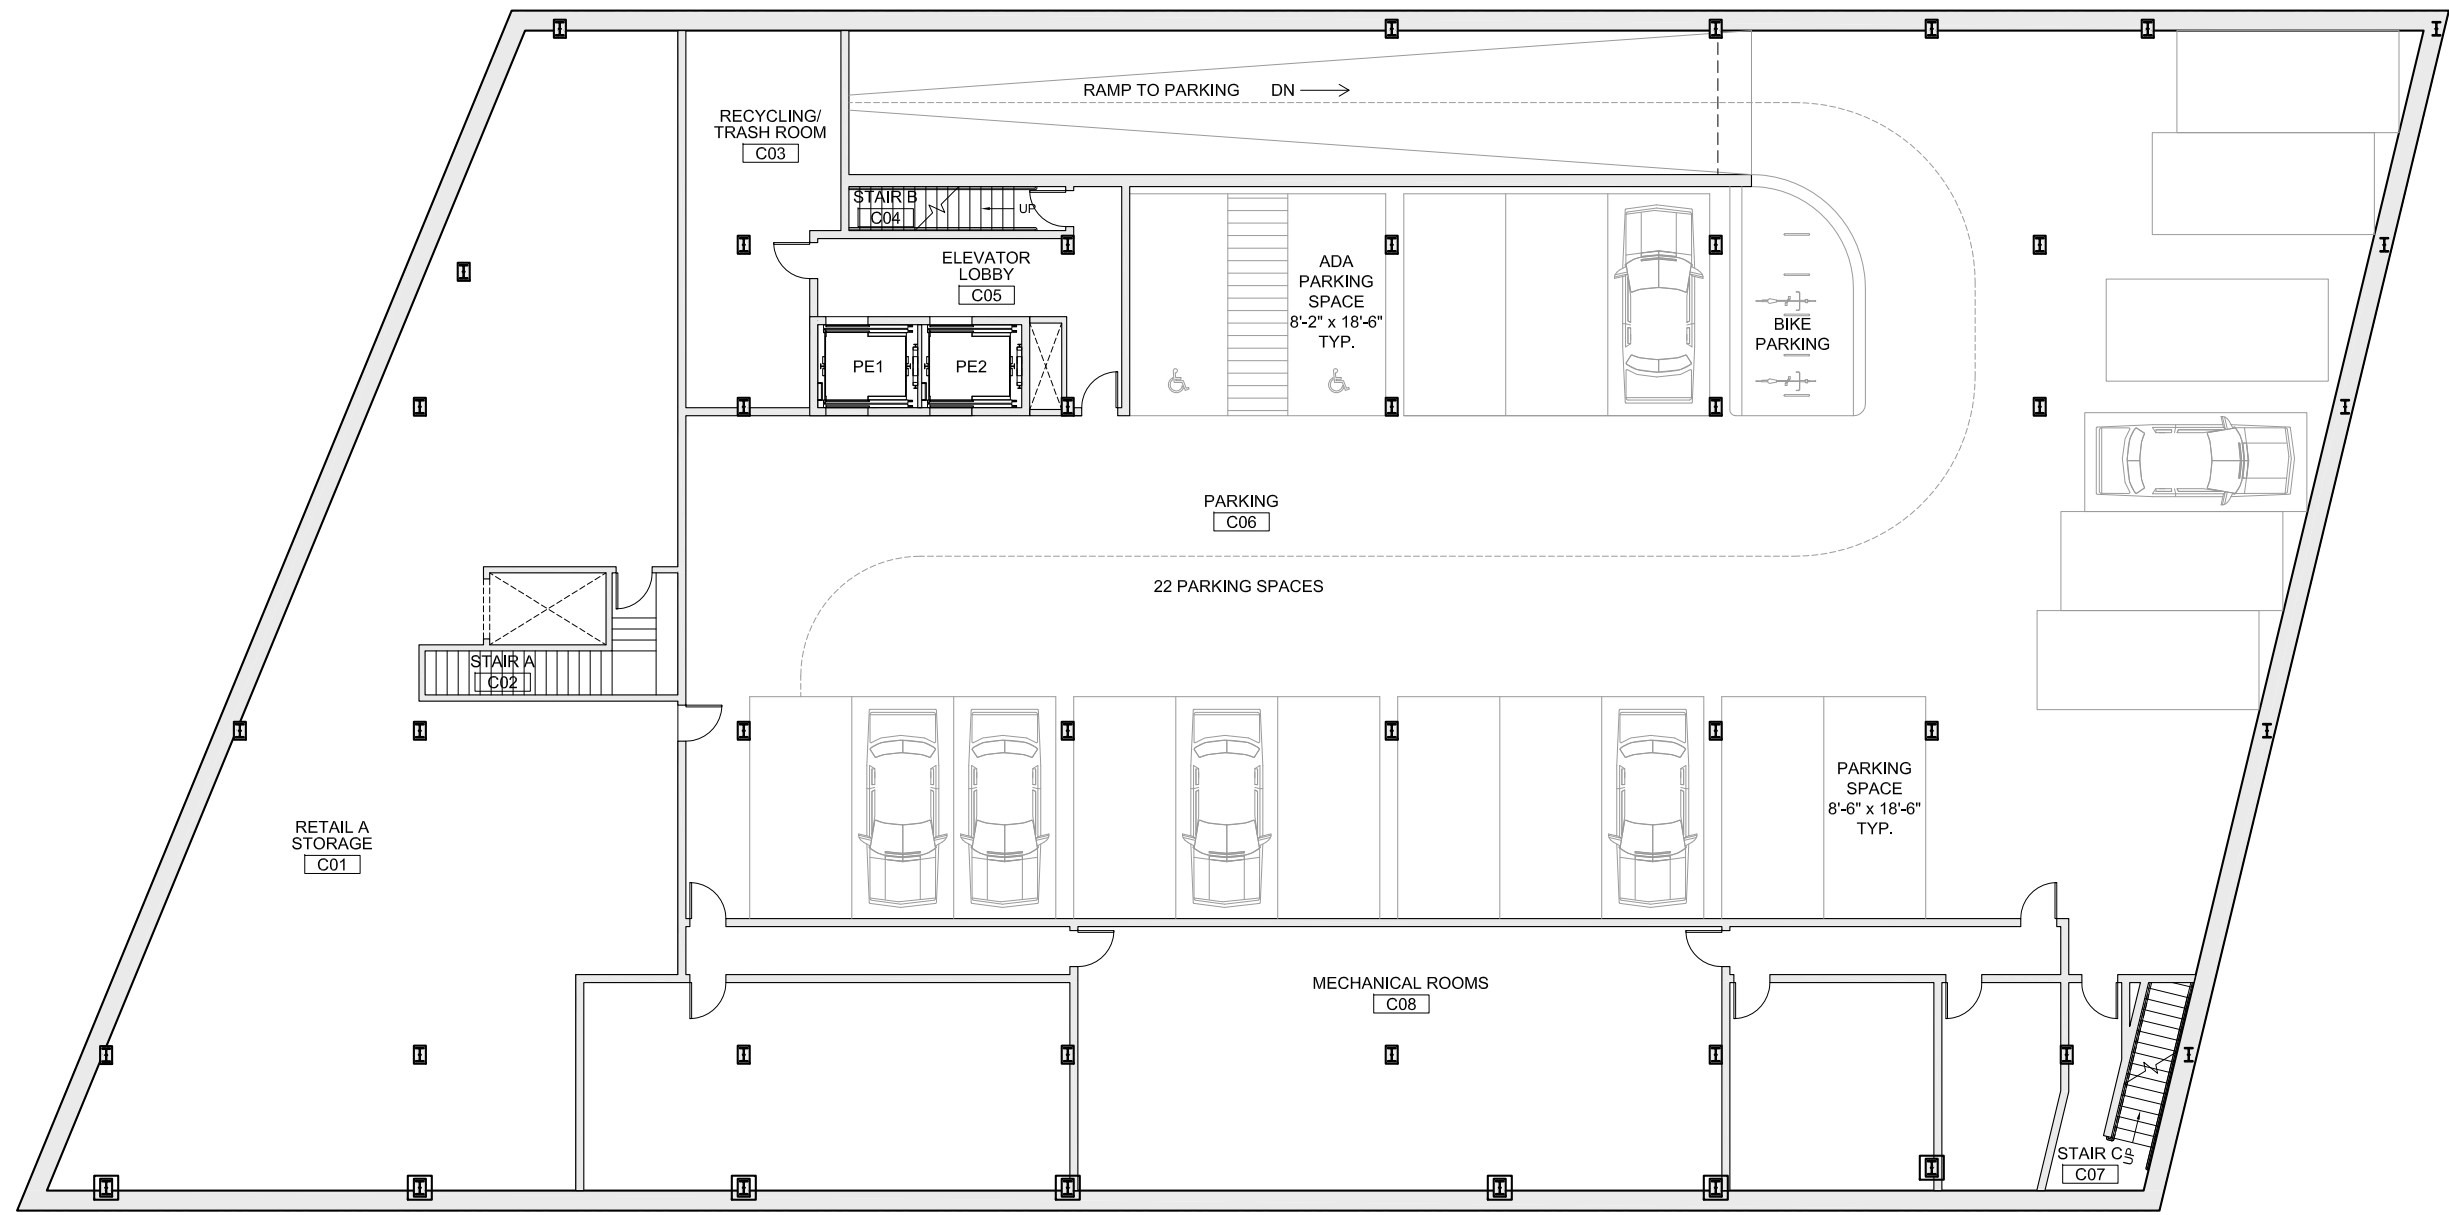 RAMP TO PARKING DN
RECYCLING/
TRASH ROOM
C03
STAIR B
C04
UP
ELEVATOR
LOBBY
C05
ADA
PARKING
SPACE
8'-2" x 18'-6"
TYP.
BIKE
PARKING
PE1
PE2
PARKING
C06
22 PARKING SPACES
STAIR A
C02
PARKING
SPACE
8'-6" x 18'-6"
TYP.
RETAIL A
STORAGE
C01
MECHANICAL ROOMS
C08
STAIR C
C07
UP